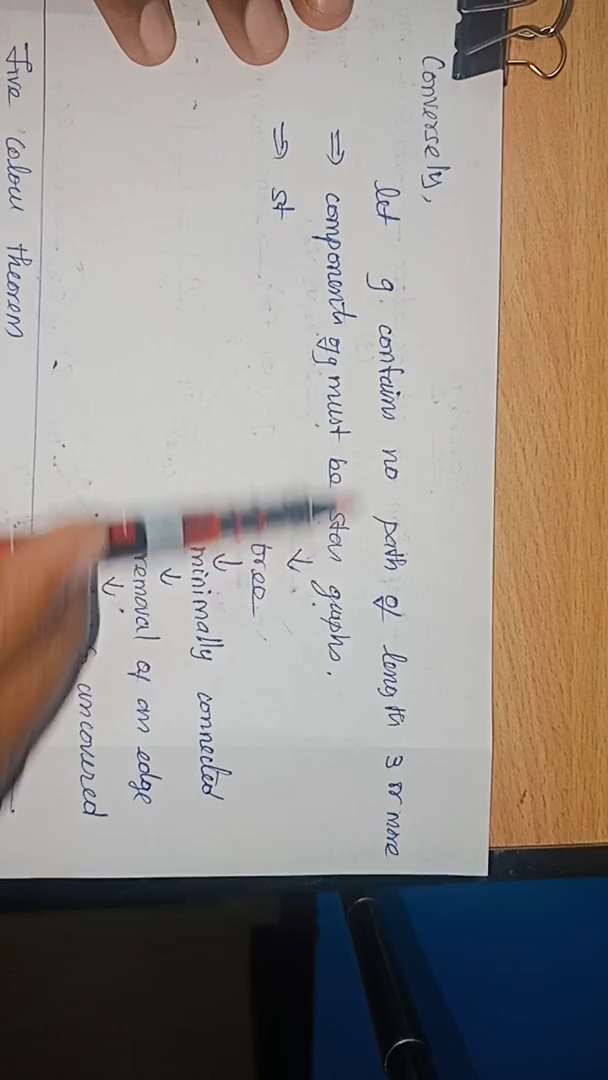 Conversely,
let g contains no path of length 3 or more
⇒ components of g must be star graphs.
↓
⇒ st
tree
↓
minimally connected
↓
removal of an edge
↓
uncovered
Five colour theorem